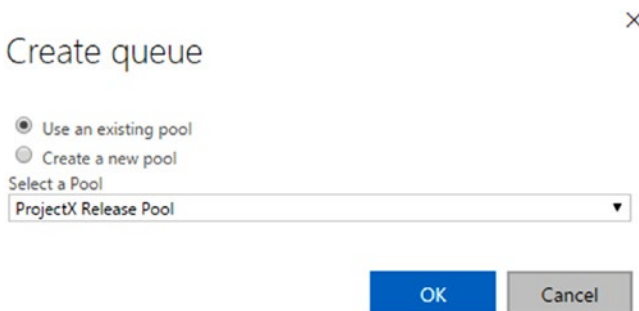 Create queue
Use an existing pool
Create a new pool
Select a Pool
ProjectX Release Pool
OK Cancel